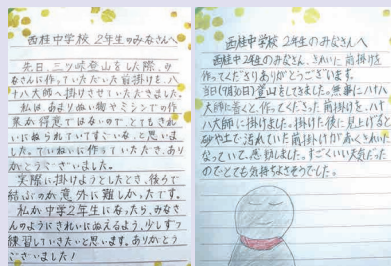 西桂中学校 2年生のみなさんへ
先日、三ツ峠登山をした際、み
なさんに作っていただいた前掛けを、八
十八大師へ掛けさせていただきました。
私は、あまりぬい物やミシンでの作
業が得意ではないので、とてもきれ
いにぬられていてすごいな、と思いま
した。ていねいに作っていただき、あり
がとうございました。
実際に掛けようとしたとき、後ろで
結ぶのが意外に難しかったです。
私が中学2年生になったら、みなさ
んのようにきれいにぬえるよう、少しずつ
練習していきたいと思います。ありがとう
ございました!
西桂中学校 2年生のみなさんへ
西桂中2年生のみなさん、きれいに前掛けを
作ってくださりありがとうございます。
当日(7月30日)登山をしてきました。無事に八十八
大師に着くと、作ってくださった前掛けを、八十
八大師に掛けました。掛けた後に見上げると
砂や土で汚れていた前掛けが赤くきれいに
なっていて、感動しました。すごくいい天気だった
のでとても気持ちよさそうでした。